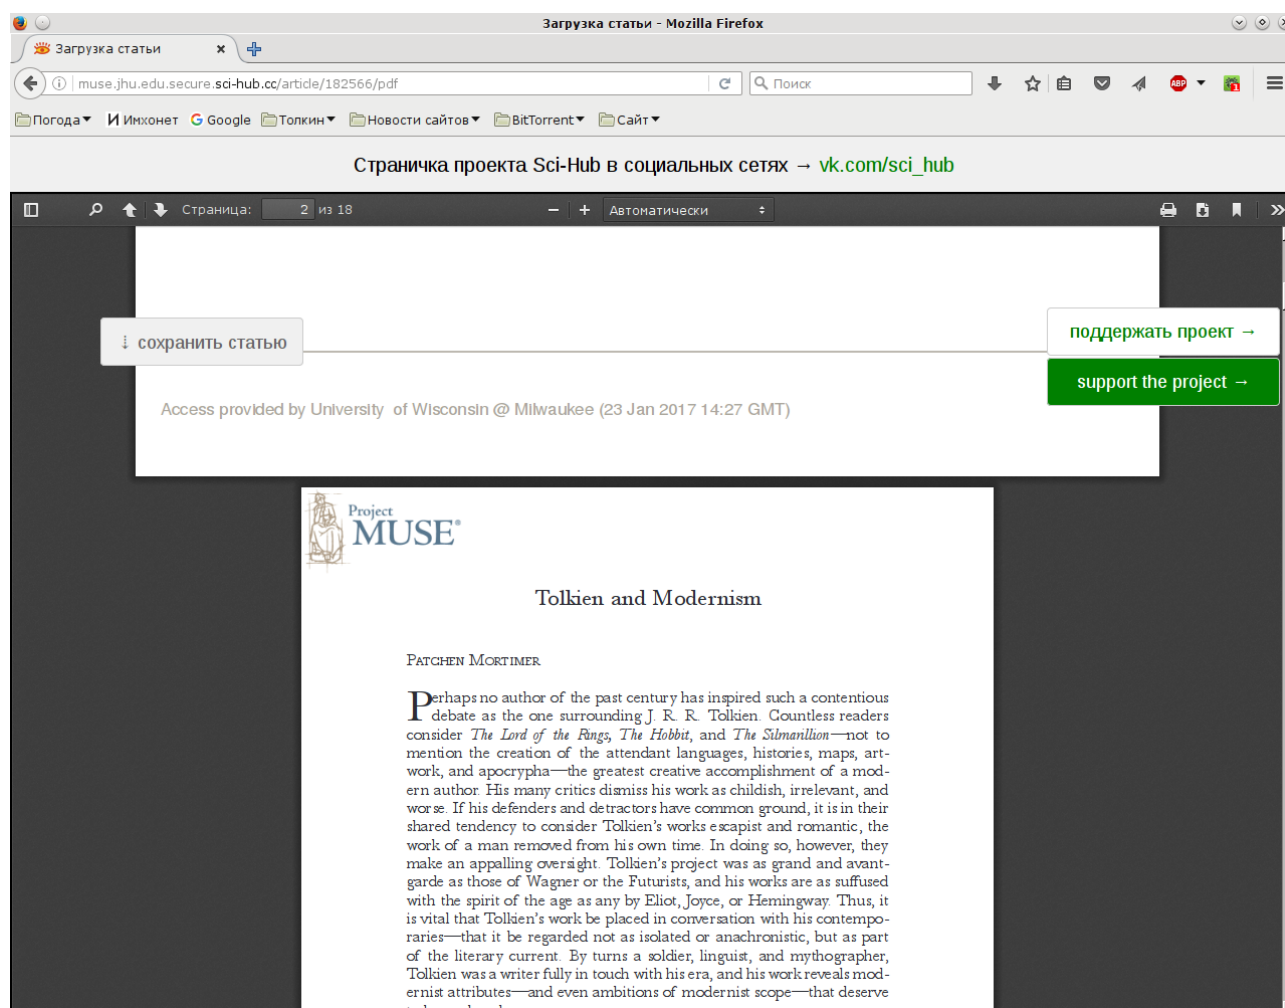 Загрузка статьи - Mozilla Firefox
Загрузка статьи
muse.jhu.edu.secure.sci-hub.cc/article/182566/pdf
Поиск
ABP
1
Погода
Имхонет
Google
Толкин
Новости сайтов
BitTorrent
Сайт
Страничка проекта Sci-Hub в социальных сетях → vk.com/sci_hub
Страница: 2 из 18
Автоматически
↓ сохранить статью
поддержать проект →
support the project →
Access provided by University of Wisconsin @ Milwaukee (23 Jan 2017 14:27 GMT)
Project
MUSE®
Tolkien and Modernism
PATCHEN MORTIMER
Perhaps no author of the past century has inspired such a contentious
debate as the one surrounding J. R. R. Tolkien. Countless readers
consider The Lord of the Rings, The Hobbit, and The Silmarillion—not to
mention the creation of the attendant languages, histories, maps, art-
work, and apocrypha—the greatest creative accomplishment of a mod-
ern author. His many critics dismiss his work as childish, irrelevant, and
worse. If his defenders and detractors have common ground, it is in their
shared tendency to consider Tolkien's works escapist and romantic, the
work of a man removed from his own time. In doing so, however, they
make an appalling oversight. Tolkien's project was as grand and avant-
garde as those of Wagner or the Futurists, and his works are as suffused
with the spirit of the age as any by Eliot, Joyce, or Hemingway. Thus, it
is vital that Tolkien's work be placed in conversation with his contempo-
raries—that it be regarded not as isolated or anachronistic, but as part
of the literary current. By turns a soldier, linguist, and mythographer,
Tolkien was a writer fully in touch with his era, and his work reveals mod-
ernist attributes—and even ambitions of modernist scope—that deserve